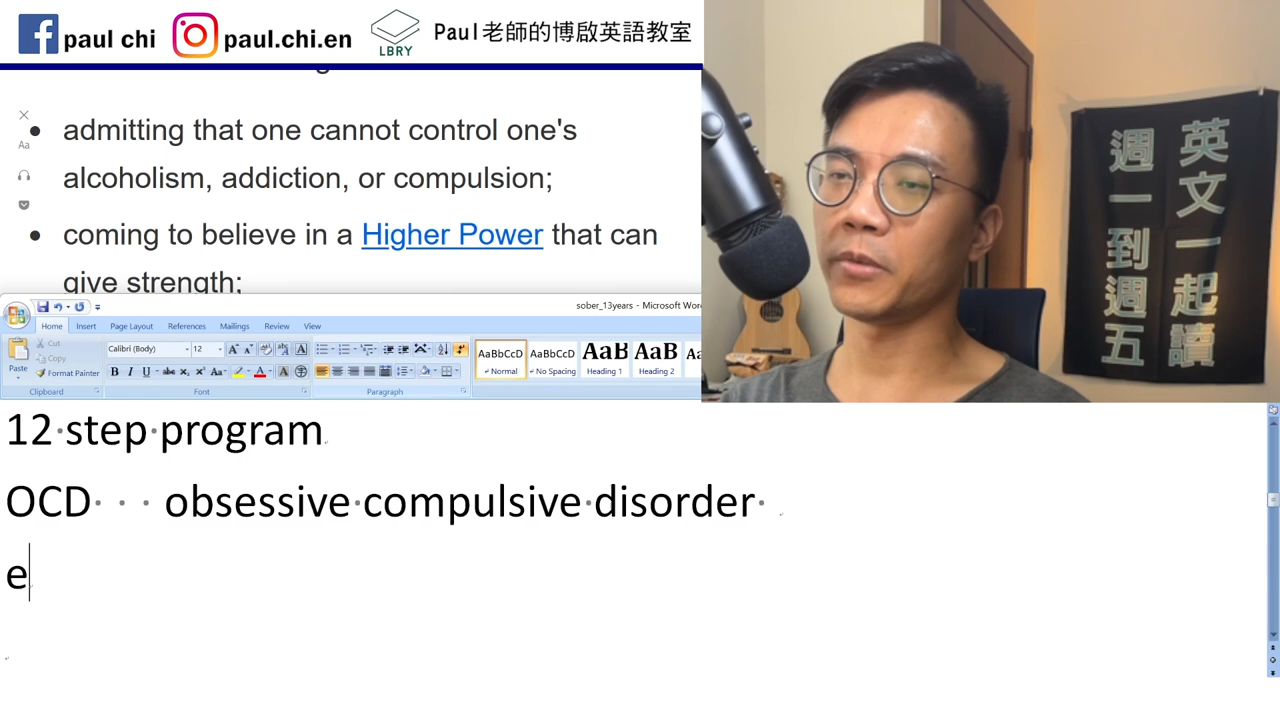 paul chi
paul.chi.en
LBRY
Paul老師的博啟英語教室
admitting that one cannot control one's
alcoholism, addiction, or compulsion;
coming to believe in a Higher Power that can
give strength;
Aa
sober_13years - Microsoft Wor
Home Insert Page Layout References Mailings Review View
Paste
Cut
Copy
Format Painter
Clipboard
Calibri (Body) 12
Font
Paragraph
AaBbCcD AaBbCcD AaB AaB Aa
Normal No Spacing Heading 1 Heading 2
12 step program
OCD obsessive compulsive disorder
e
英文一起讀
週一到週五